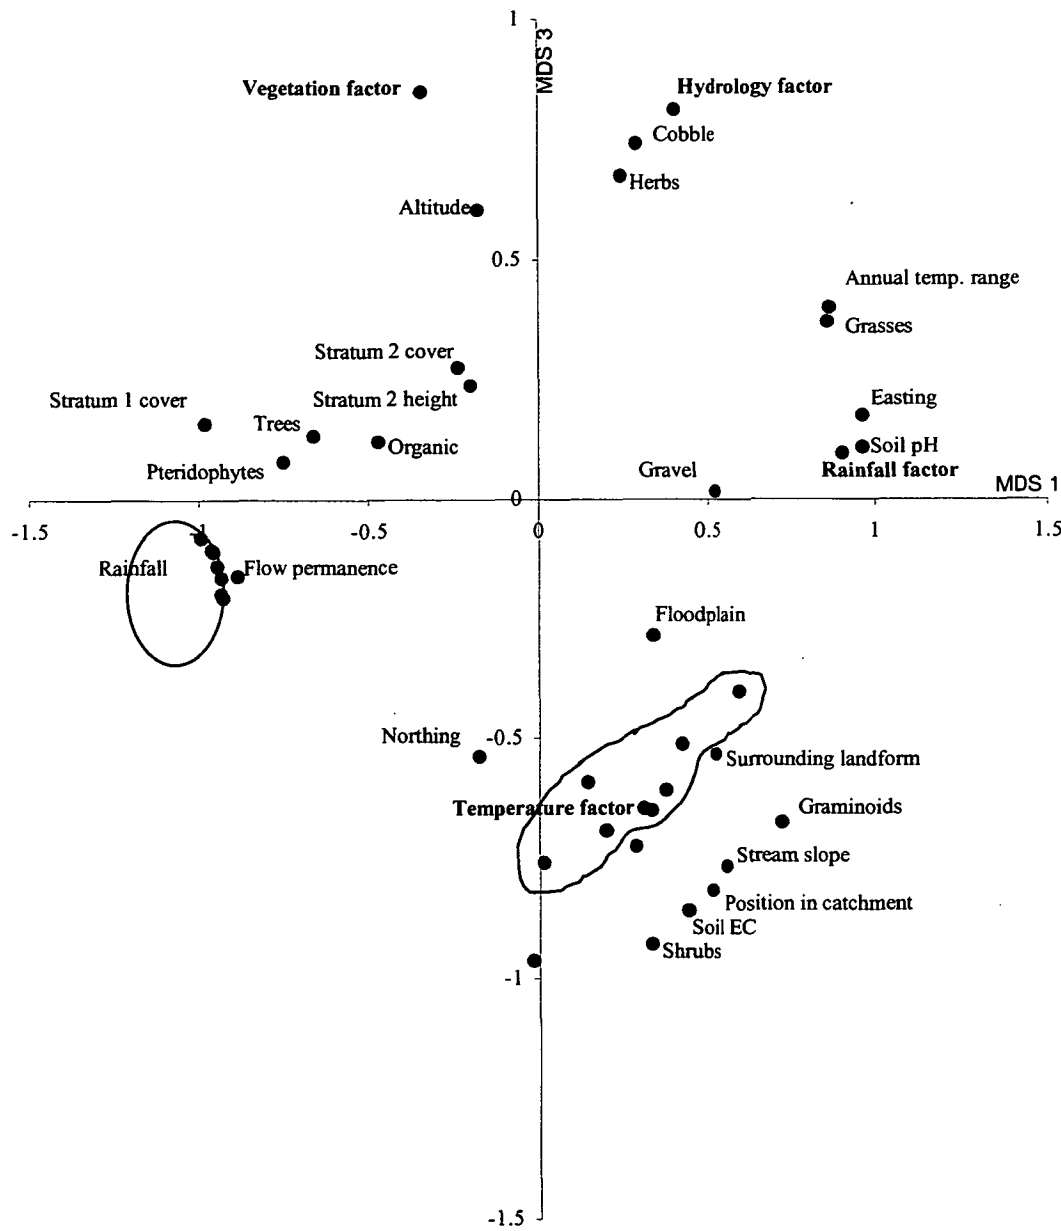 1
MDS 3
Vegetation factor
Hydrology factor
Cobble
Herbs
Altitude
0.5
Annual temp. range
Grasses
Stratum 2 cover
Stratum 1 cover
Stratum 2 height
Easting
Trees
Organic
Soil pH
Pteridophytes
Gravel
Rainfall factor
MDS 1
0
-1.5
-1
-0.5
0
0.5
1
1.5
Rainfall
Flow permanence
Floodplain
Northing
-0.5
Surrounding landform
Temperature factor
Graminoids
Stream slope
Position in catchment
Soil EC
Shrubs
-1
-1.5